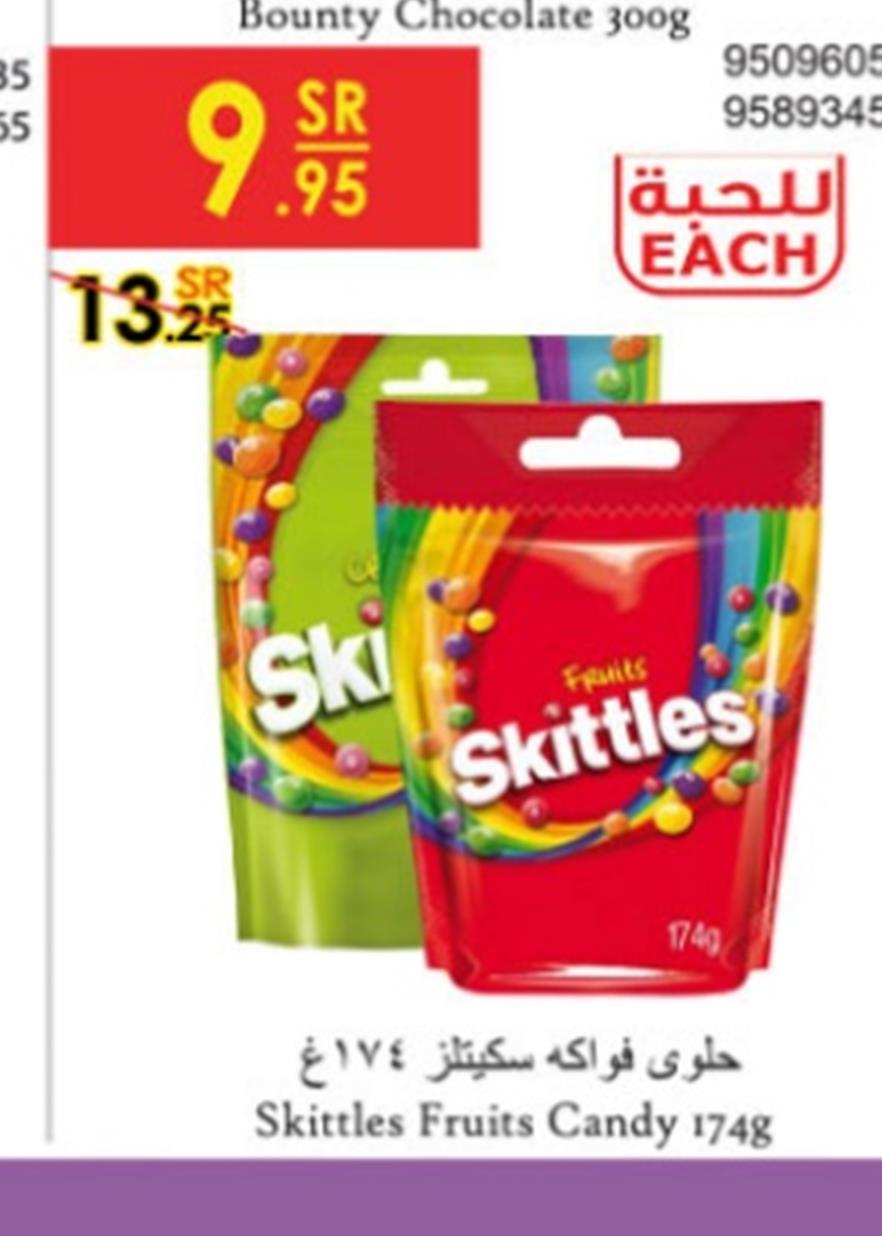 Bounty Chocolate 300g
9 SR .95
9509605
9589345
35
55
للحبة
EACH
13 SR .25
Ski
Fruits
Skittles
174g
حلوى فواكه سكيتلز ١٧٤غ
Skittles Fruits Candy 174g